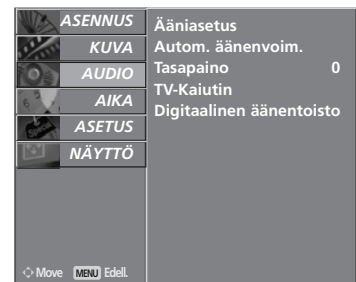 ASENNUS
KUVA
AUDIO
AIKA
ASETUS
NÄYTTÖ
Ääniasetus
Autom. äänenvoim.
Tasapaino 0
TV-Kaiutin
Digitaalinen äänentoisto
Move MENU Edell.